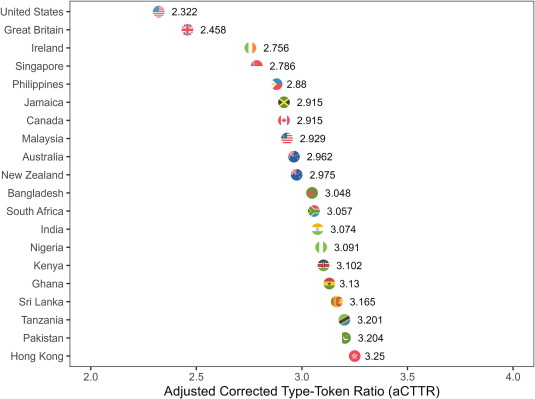 United States 2.322
Great Britain 2.458
Ireland 2.756
Singapore 2.786
Philippines 2.88
Jamaica 2.915
Canada 2.915
Malaysia 2.929
Australia 2.962
New Zealand 2.975
Bangladesh 3.048
South Africa 3.057
India 3.074
Nigeria 3.091
Kenya 3.102
Ghana 3.13
Sri Lanka 3.165
Tanzania 3.201
Pakistan 3.204
Hong Kong 3.25
2.0 2.5 3.0 3.5 4.0
Adjusted Corrected Type-Token Ratio (aCTTR)